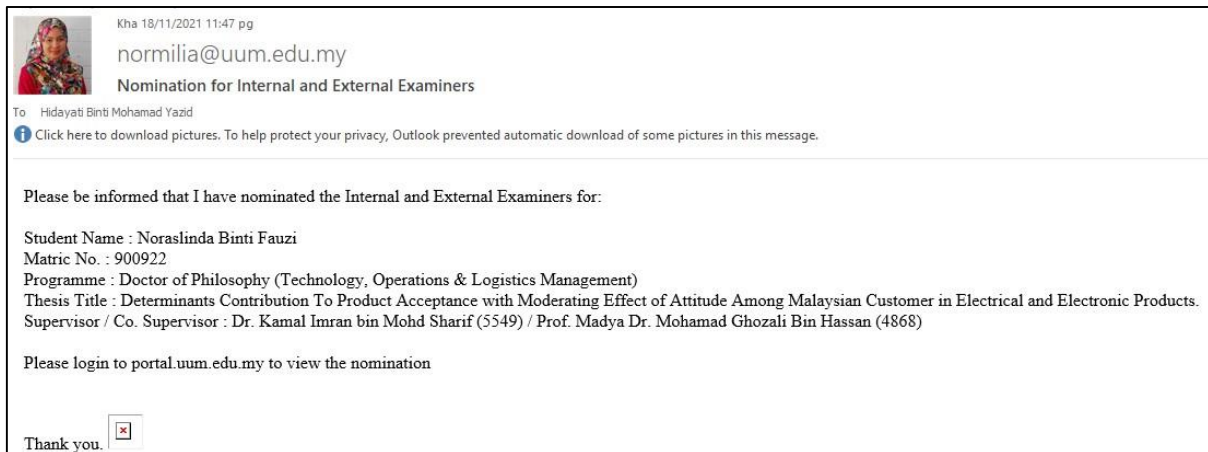 Kha 18/11/2021 11:47 pg
normilia@uum.edu.my
Nomination for Internal and External Examiners
To Hidayati Binti Mohamad Yazid
Click here to download pictures. To help protect your privacy, Outlook prevented automatic download of some pictures in this message.
Please be informed that I have nominated the Internal and External Examiners for:
Student Name : Noraslinda Binti Fauzi
Matric No. : 900922
Programme : Doctor of Philosophy (Technology, Operations & Logistics Management)
Thesis Title : Determinants Contribution To Product Acceptance with Moderating Effect of Attitude Among Malaysian Customer in Electrical and Electronic Products.
Supervisor / Co. Supervisor : Dr. Kamal Imran bin Mohd Sharif (5549) / Prof. Madya Dr. Mohamad Ghozali Bin Hassan (4868)
Please login to portal.uum.edu.my to view the nomination
Thank you.